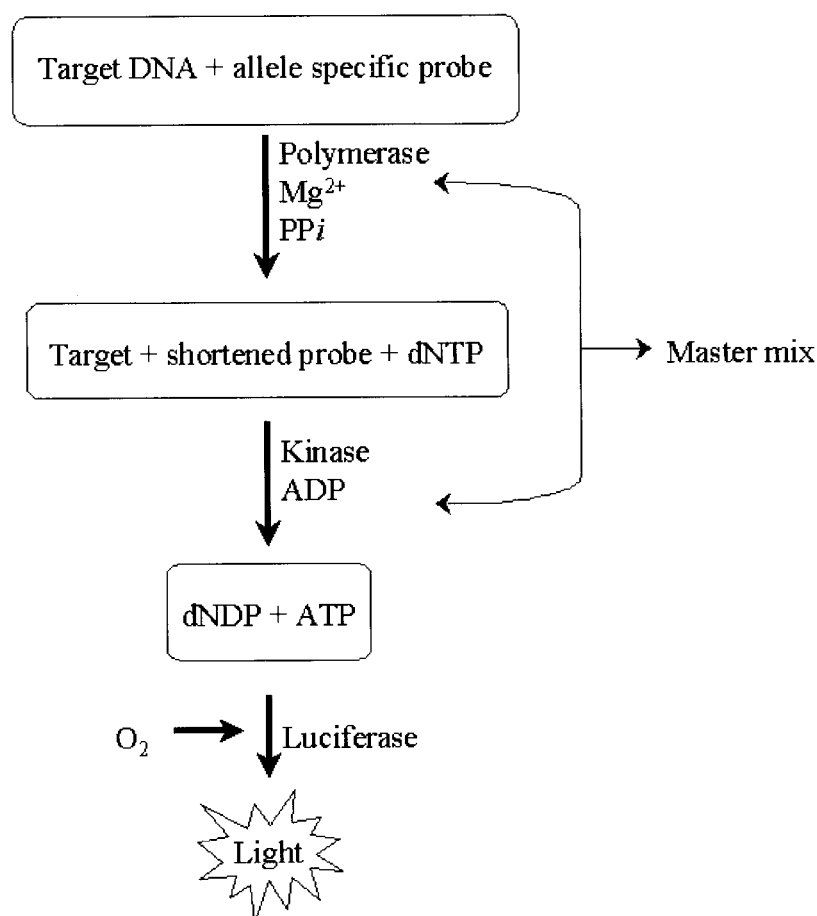 Target DNA + allele specific probe
Polymerase
Mg²⁺
PPi
Target + shortened probe + dNTP
Master mix
Kinase
ADP
dNDP + ATP
O₂
Luciferase
Light